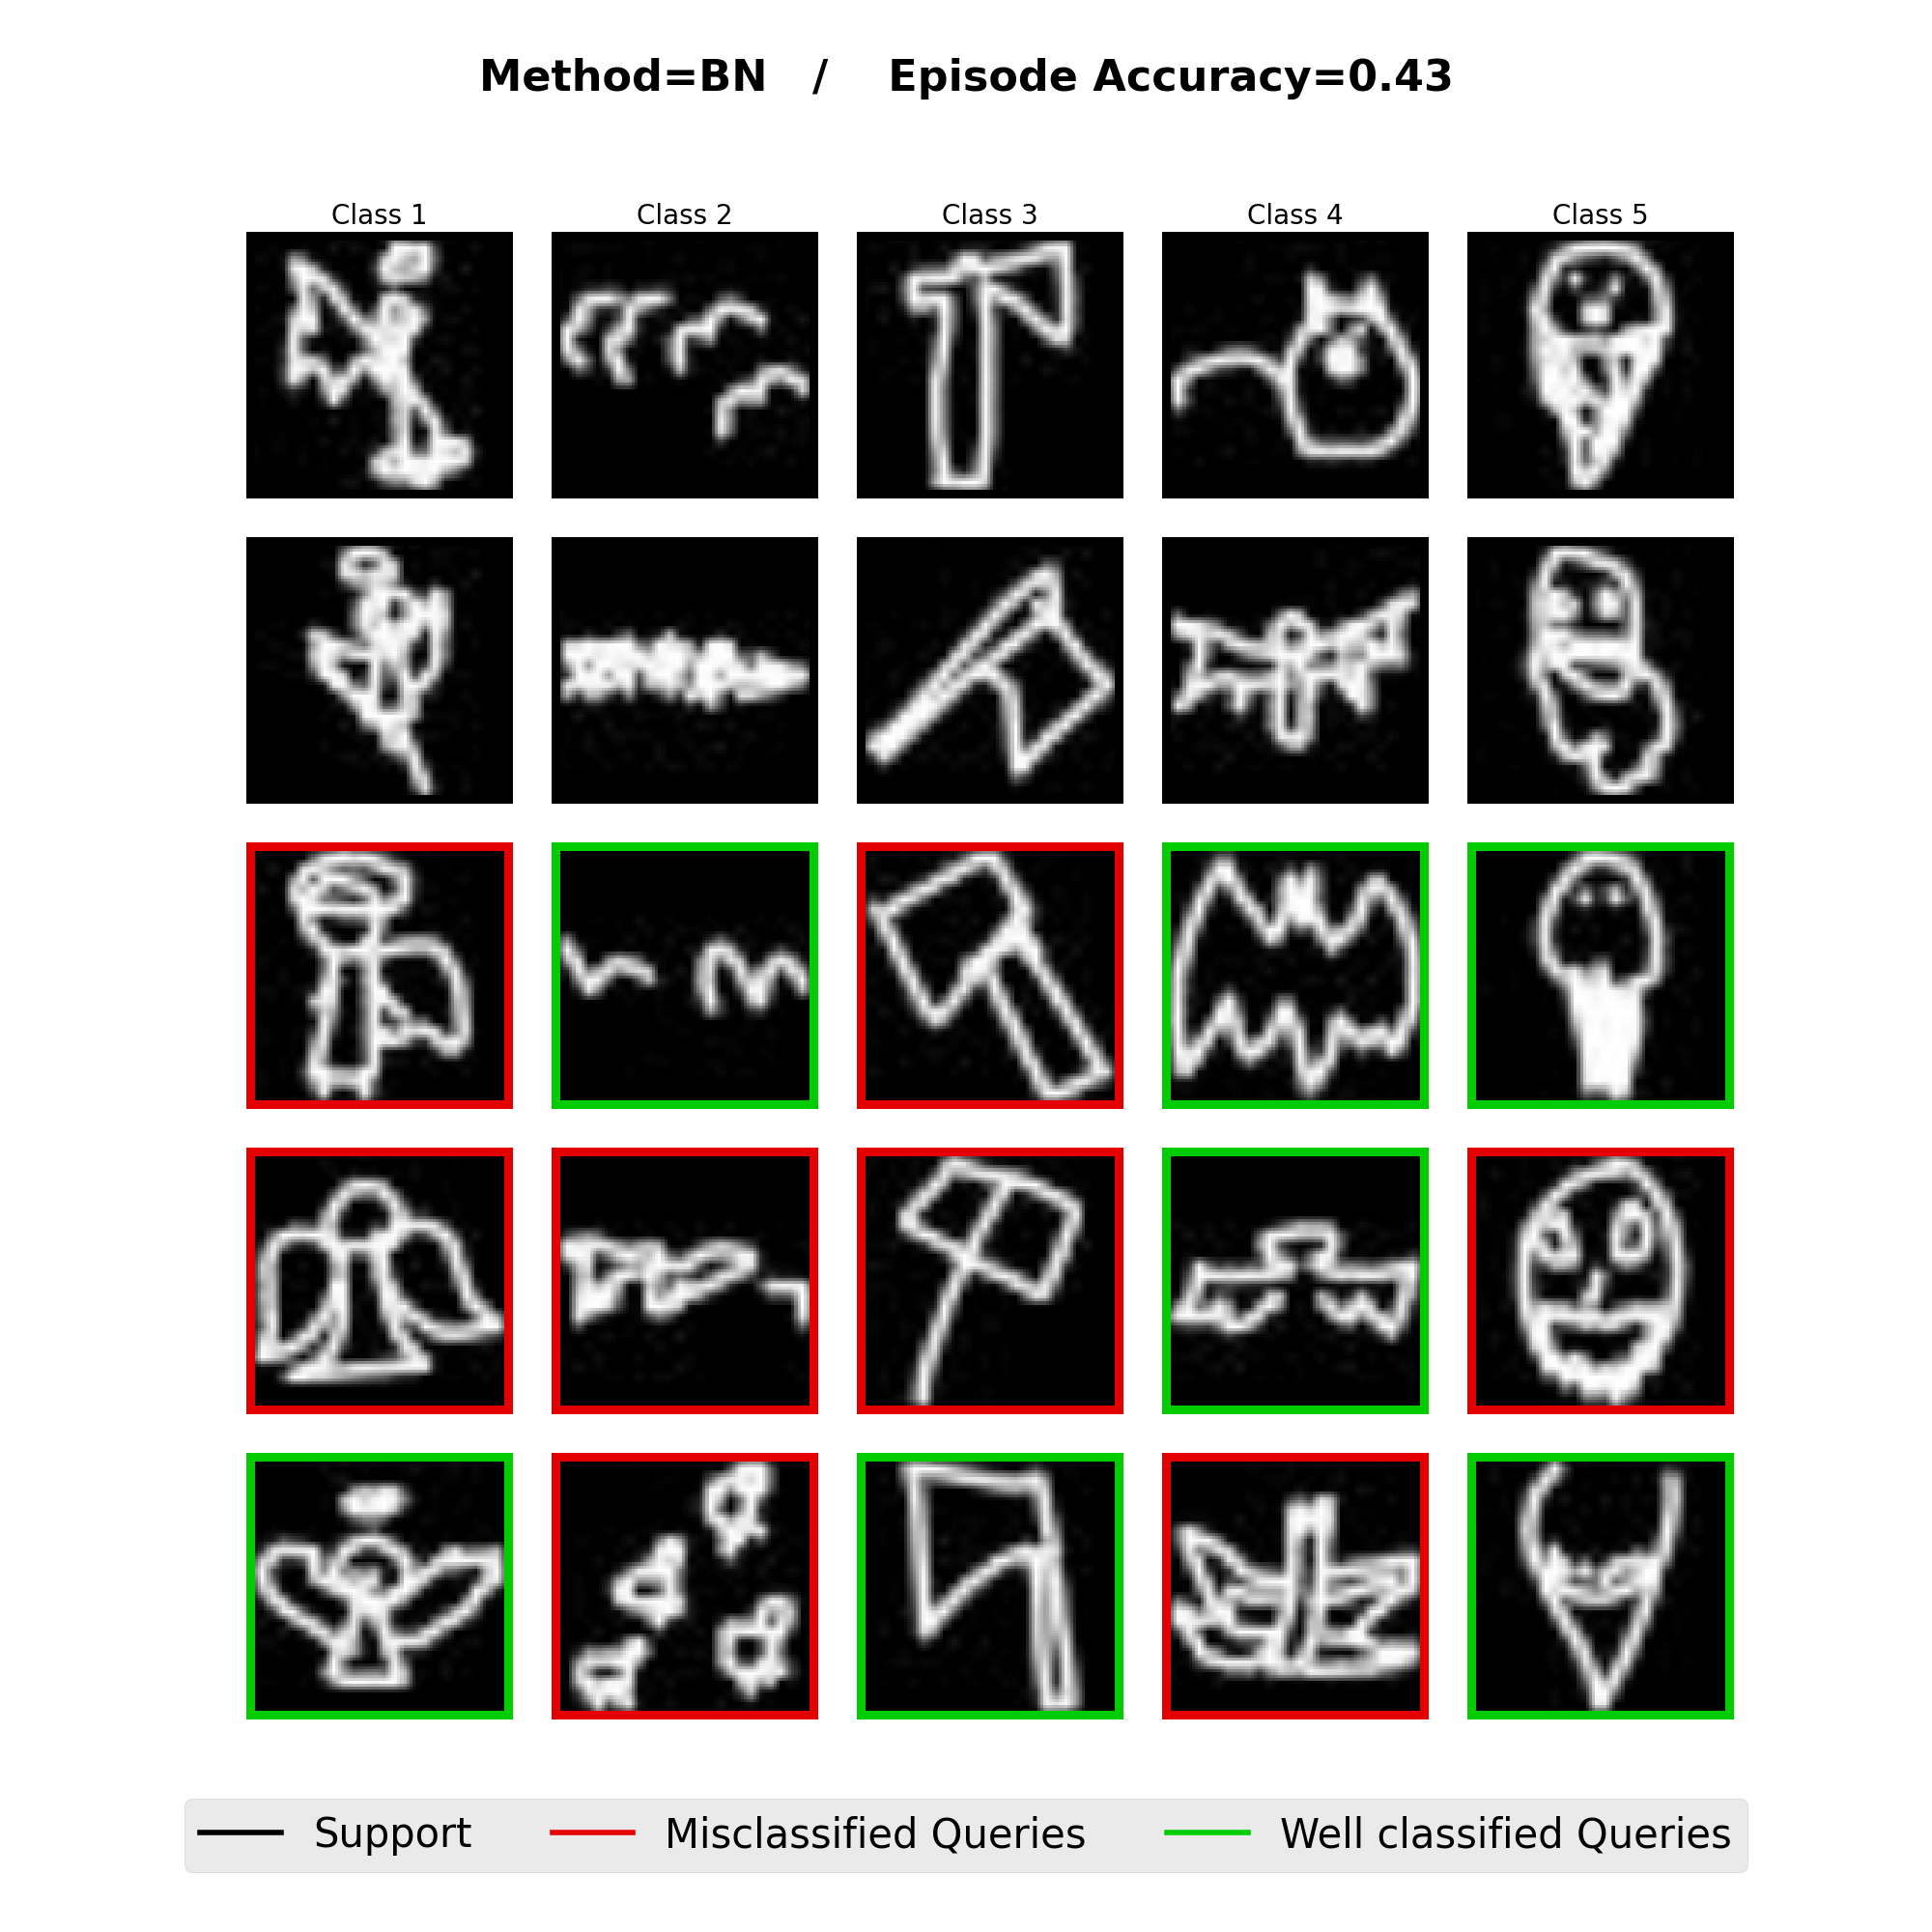 Method=BN / Episode Accuracy=0.43
Class 1 Class 2 Class 3 Class 4 Class 5
Support Misclassified Queries Well classified Queries